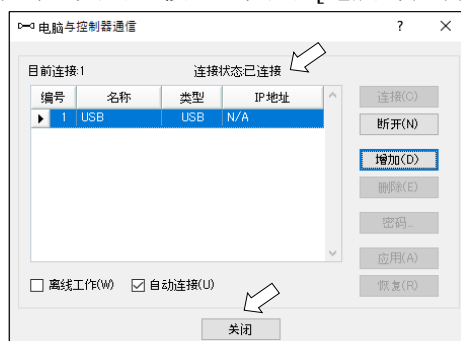 电脑与控制器通信 ?
目前连接:1 连接状态:已连接
编号 名称 类型 IP地址
1 USB USB N/A
连接(C)
断开(N)
增加(D)
删除(E)
密码...
应用(A)
恢复(R)
离线工作(W) 自动连接(U)
关闭